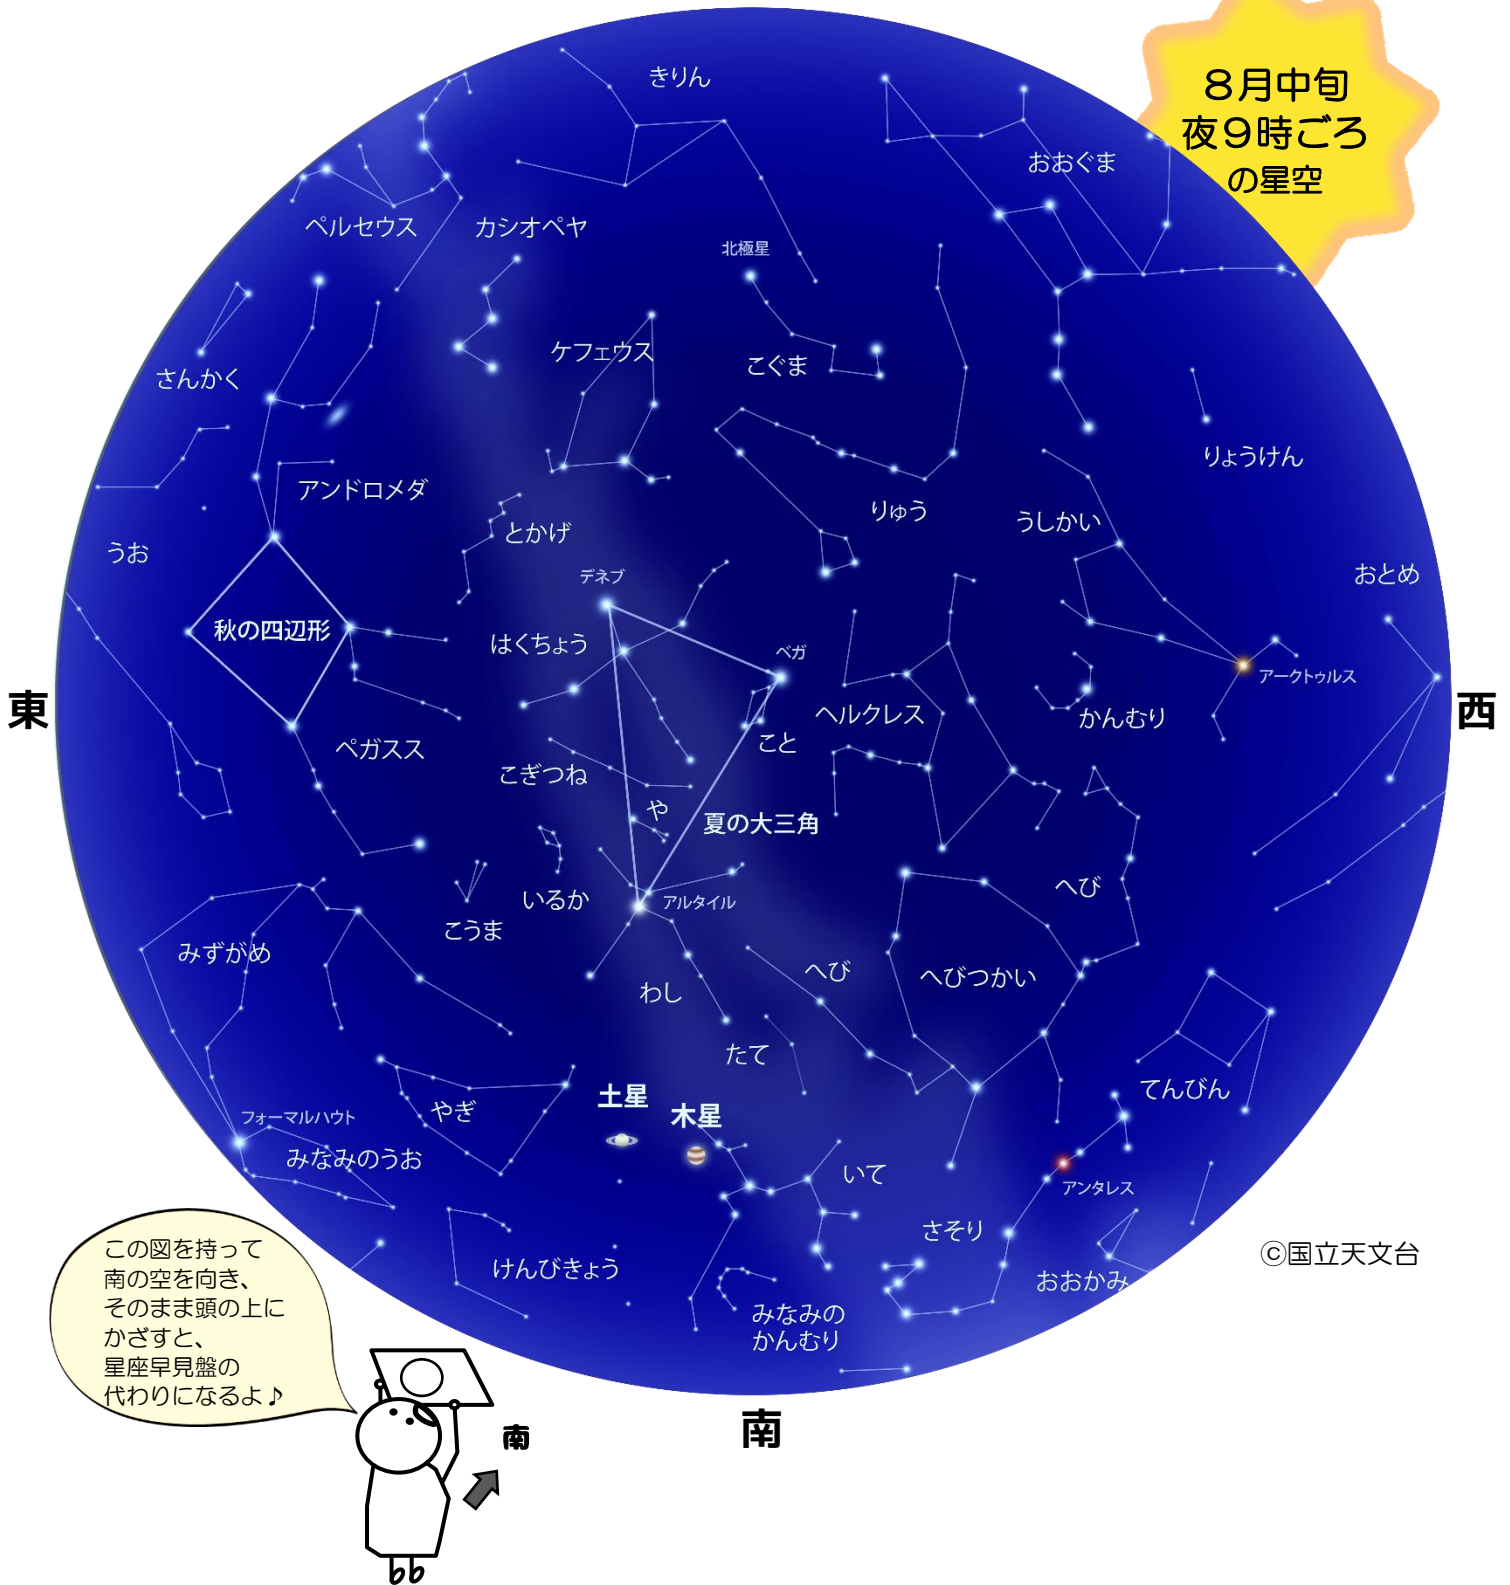 8月中旬
夜9時ごろ
の星空
きりん
おおぐま
ペルセウス
カシオペヤ
北極星
さんかく
ケフェウス
こぐま
りょうけん
アンドロメダ
りゅう
うしかい
とかげ
うお
おとめ
デネブ
秋の四辺形
はくちょう
ベガ
アークトゥルス
東
西
ヘルクレス
かんむり
こと
ペガスス
こぎつね
や
夏の大三角
へび
いるか
アルタイル
こうま
みずがめ
へび
へびつかい
わし
たて
てんびん
土星
やぎ
木星
フォーマルハウト
みなみのうお
いて
アンタレス
さそり
けんびきょう
おおかみ
みなみの
かんむり
©国立天文台
この図を持って
南の空を向き、
そのまま頭の上に
かざすと、
星座早見盤の
代わりになるよ♪
南
南